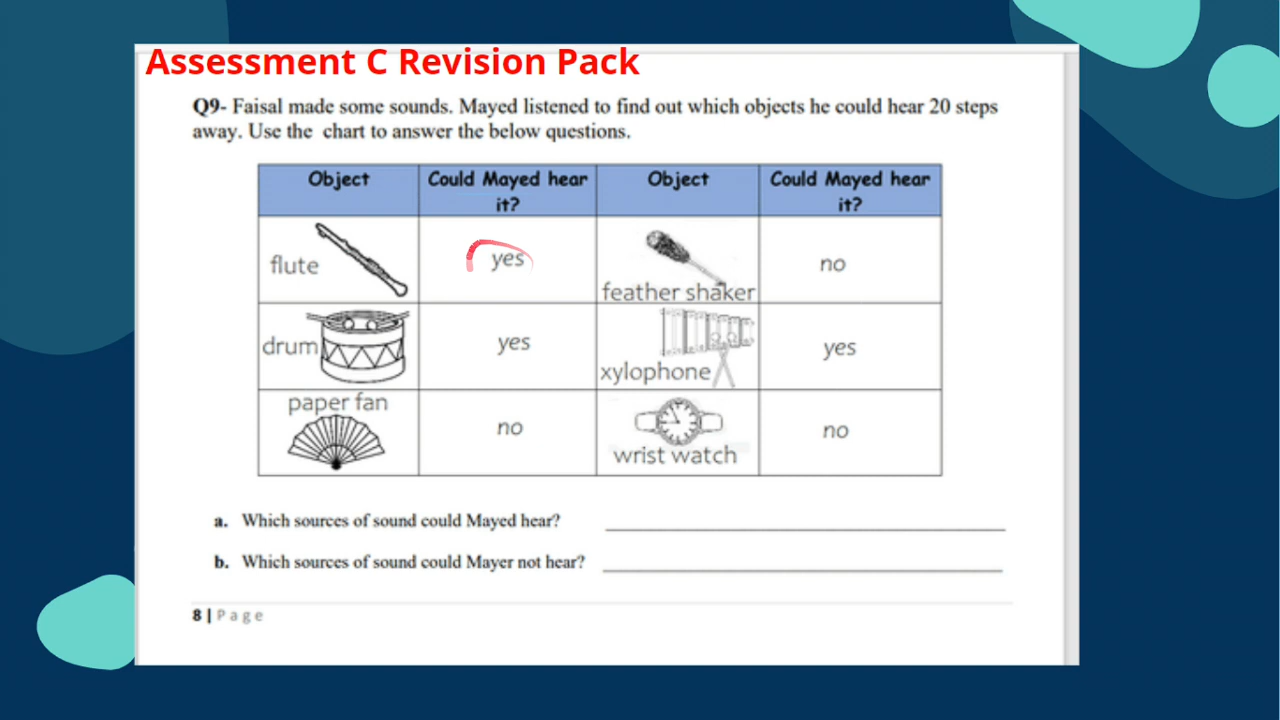 Assessment C Revision Pack
Q9- Faisal made some sounds. Mayed listened to find out which objects he could hear 20 steps
away. Use the chart to answer the below questions.
Object
Could Mayed hear
it?
Object
Could Mayed hear
it?
flute
yes
feather shaker
no
drum
yes
xylophone
yes
paper fan
no
wrist watch
no
a. Which sources of sound could Mayed hear?
b. Which sources of sound could Mayer not hear?
8 | Page